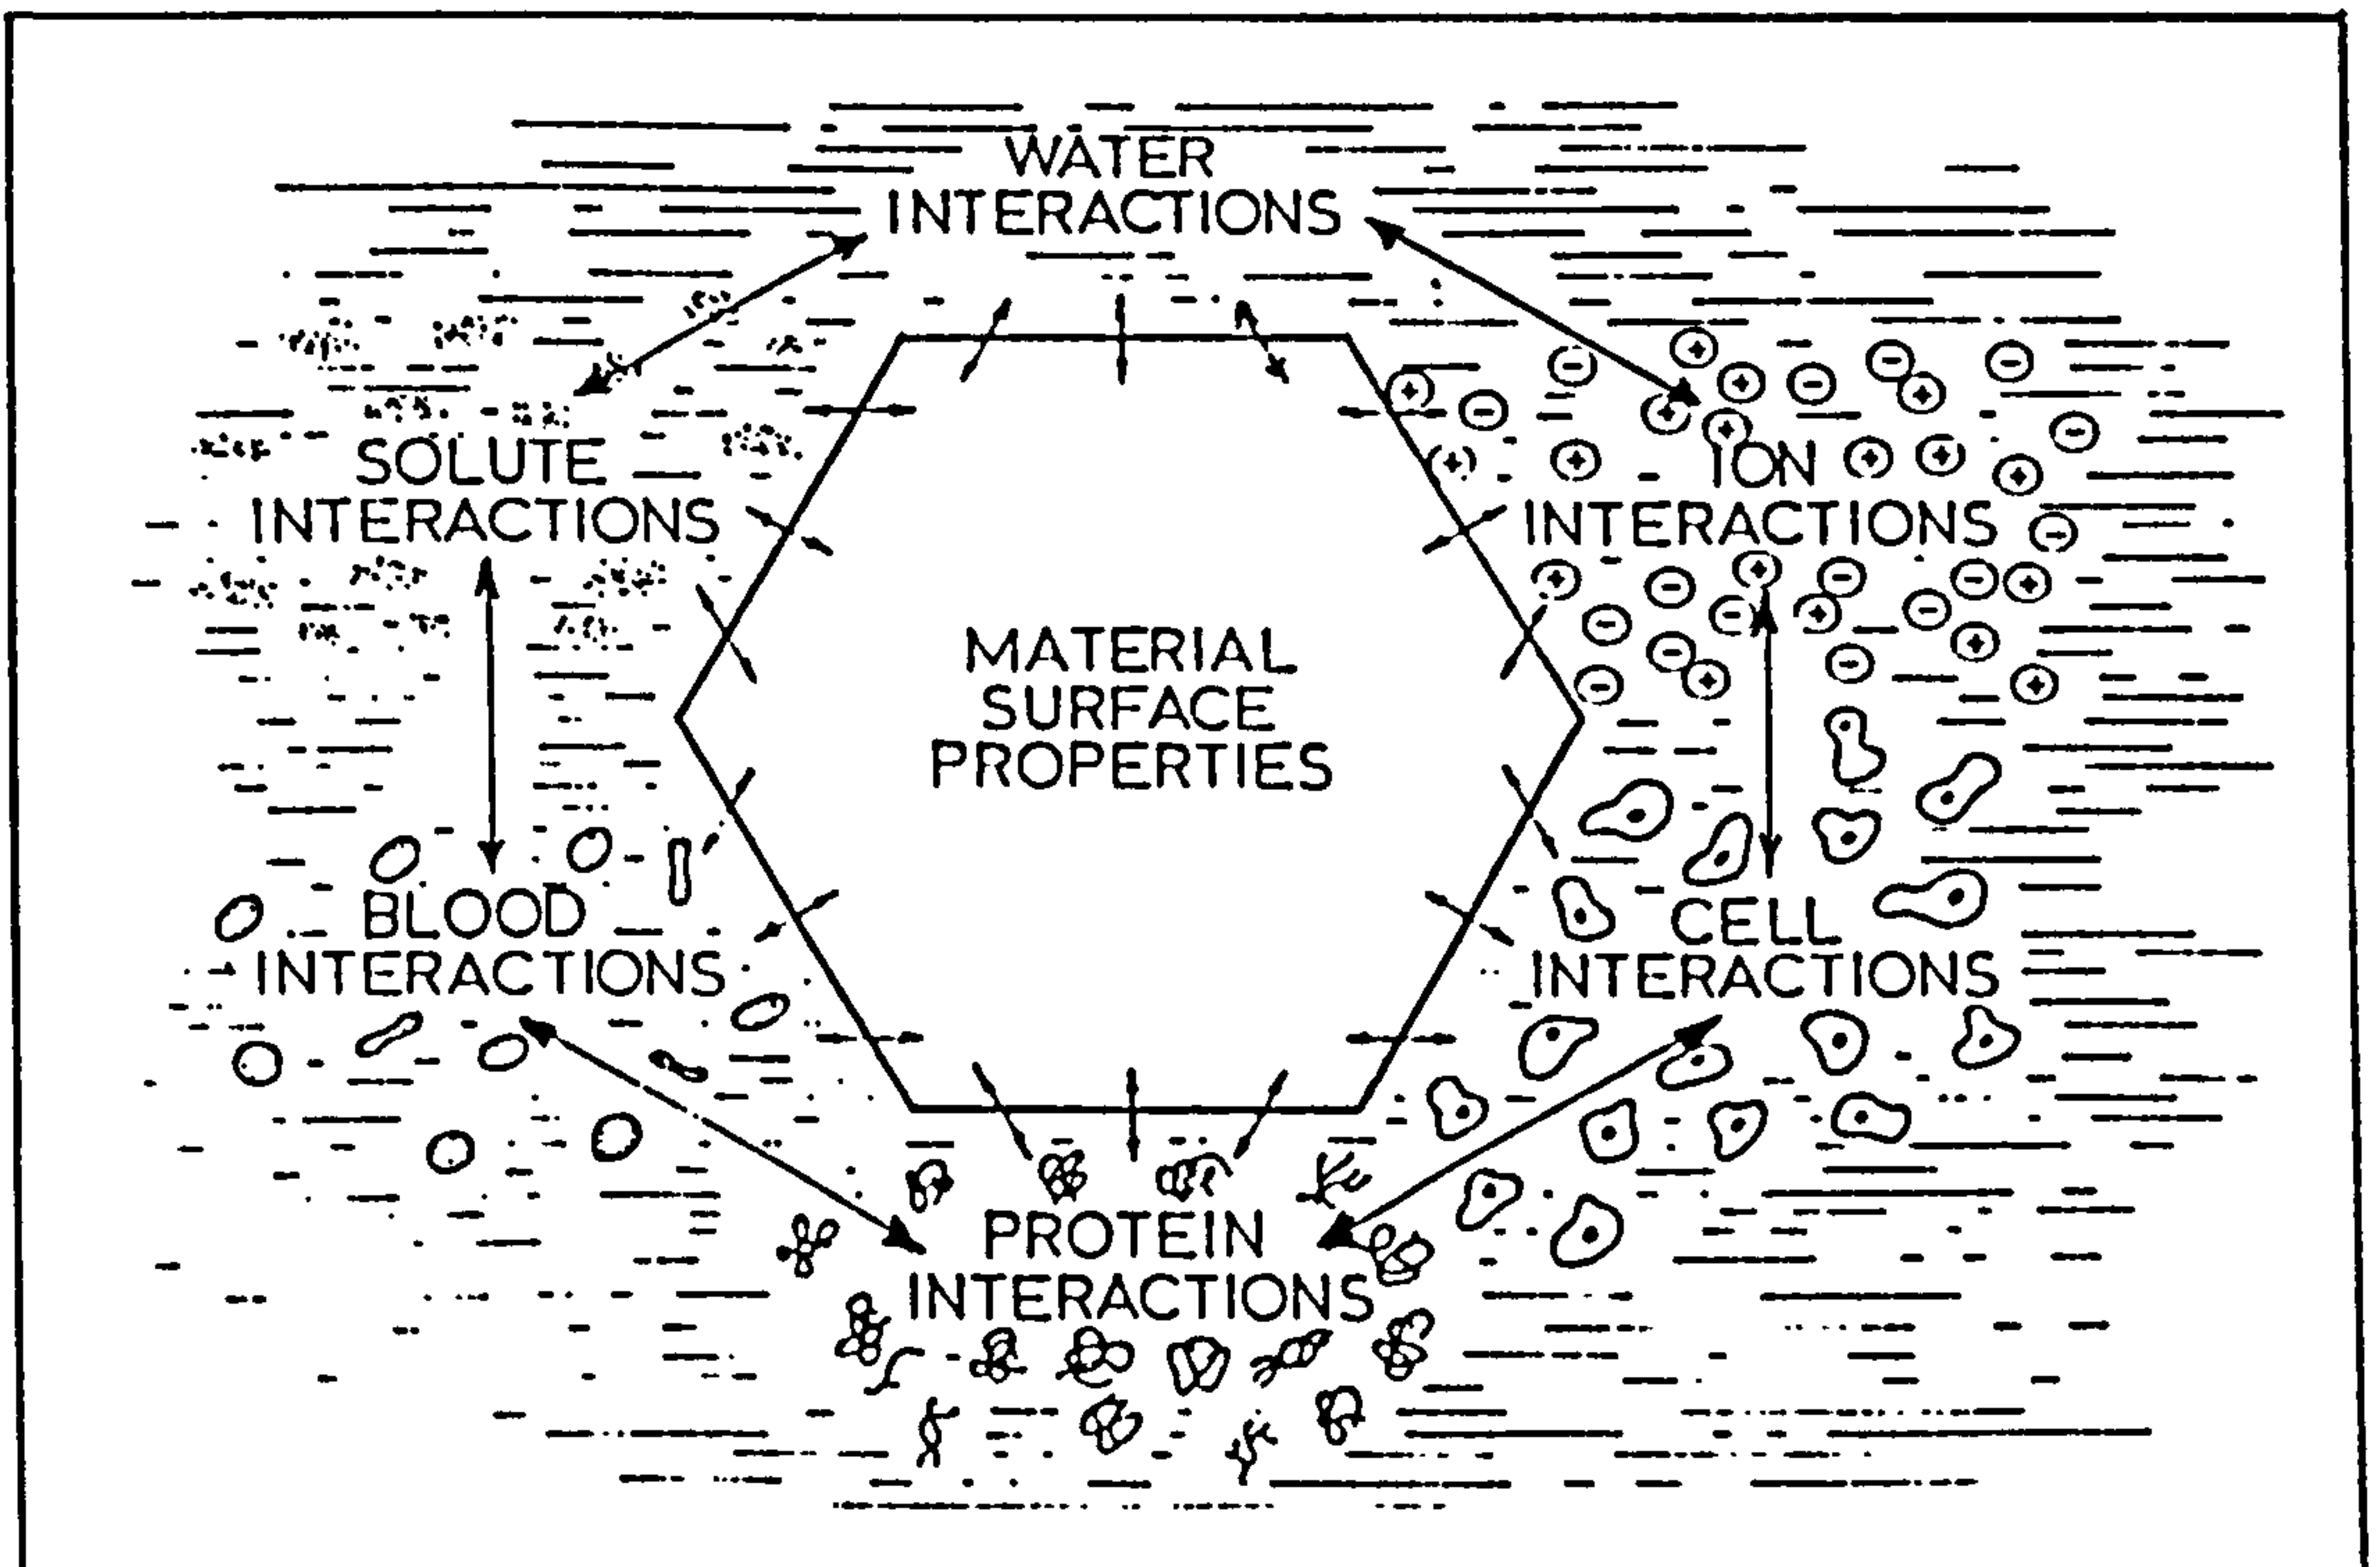 WATER
INTERACTIONS
SOLUTE
INTERACTIONS
ION
INTERACTIONS
MATERIAL
SURFACE
PROPERTIES
BLOOD
INTERACTIONS
CELL
INTERACTIONS
PROTEIN
INTERACTIONS